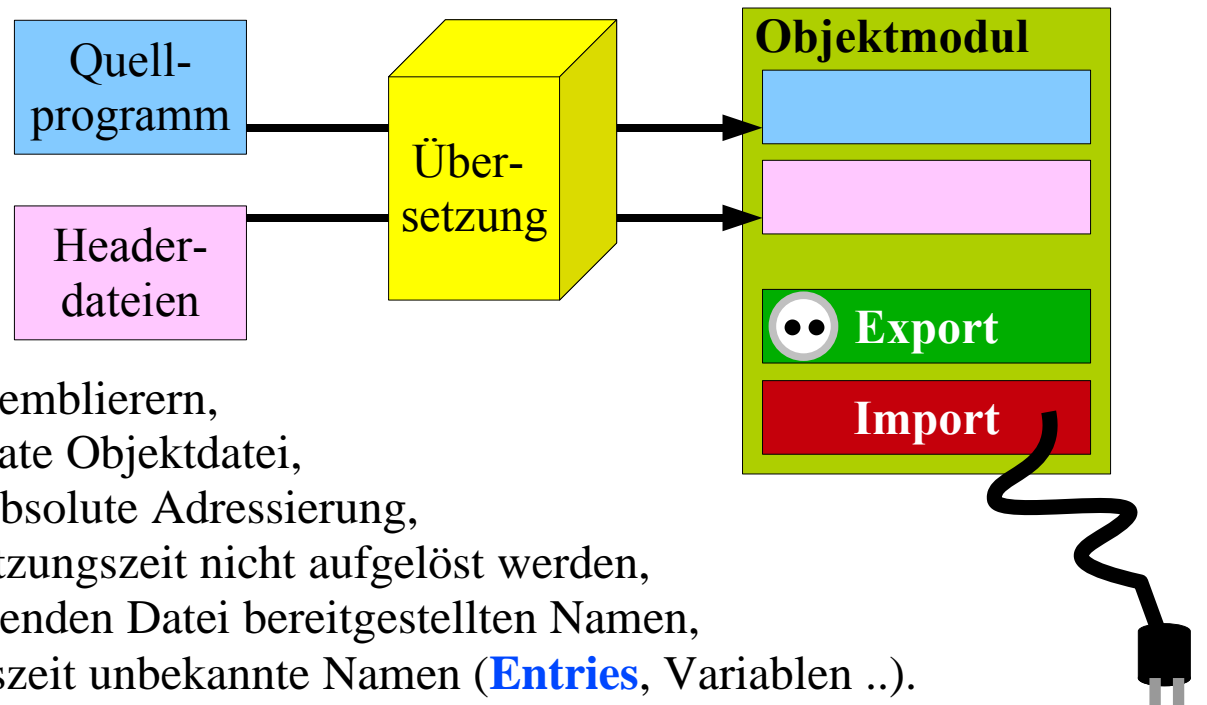 Quell-
programm
Header-
dateien
Über-
setzung
Objektmodul
Export
Import
emblierern,
ate Objektdatei,
bsolute Adressierung,
tzungszeit nicht aufgelöst werden,
enden Datei bereitgestellten Namen,
szeit unbekannte Namen (Entries, Variablen ..).